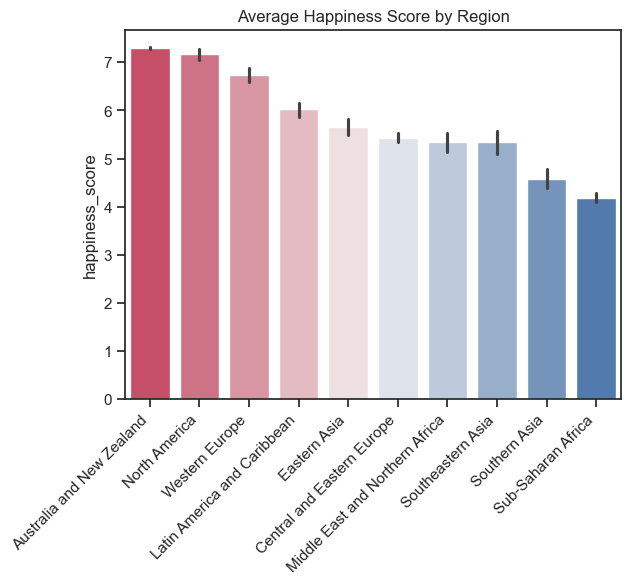 Average Happiness Score by Region
happiness_score
7
6
5
4
3
2
1
0
Australia and New Zealand
North America
Western Europe
Latin America and Caribbean
Eastern Asia
Central and Eastern Europe
Middle East and Northern Africa
Southeastern Asia
Southern Asia
Sub-Saharan Africa